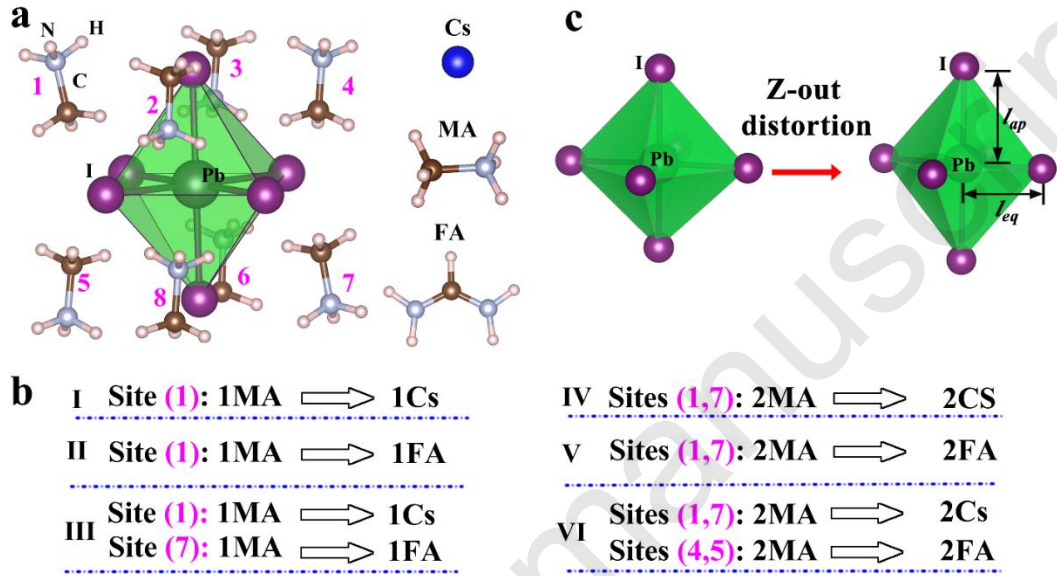 a
N
H
C
1
2
3
4
I
Pb
5
8
6
7
Cs
MA
FA
c
I
Pb
Z-out
distortion
I
Pb
l_ap
l_eq
b
I
Site (1): 1MA 1Cs
II
Site (1): 1MA 1FA
III
Site (1): 1MA 1Cs
Site (7): 1MA 1FA
IV
Sites (1,7): 2MA 2CS
V
Sites (1,7): 2MA 2FA
VI
Sites (1,7): 2MA 2Cs
Sites (4,5): 2MA 2FA